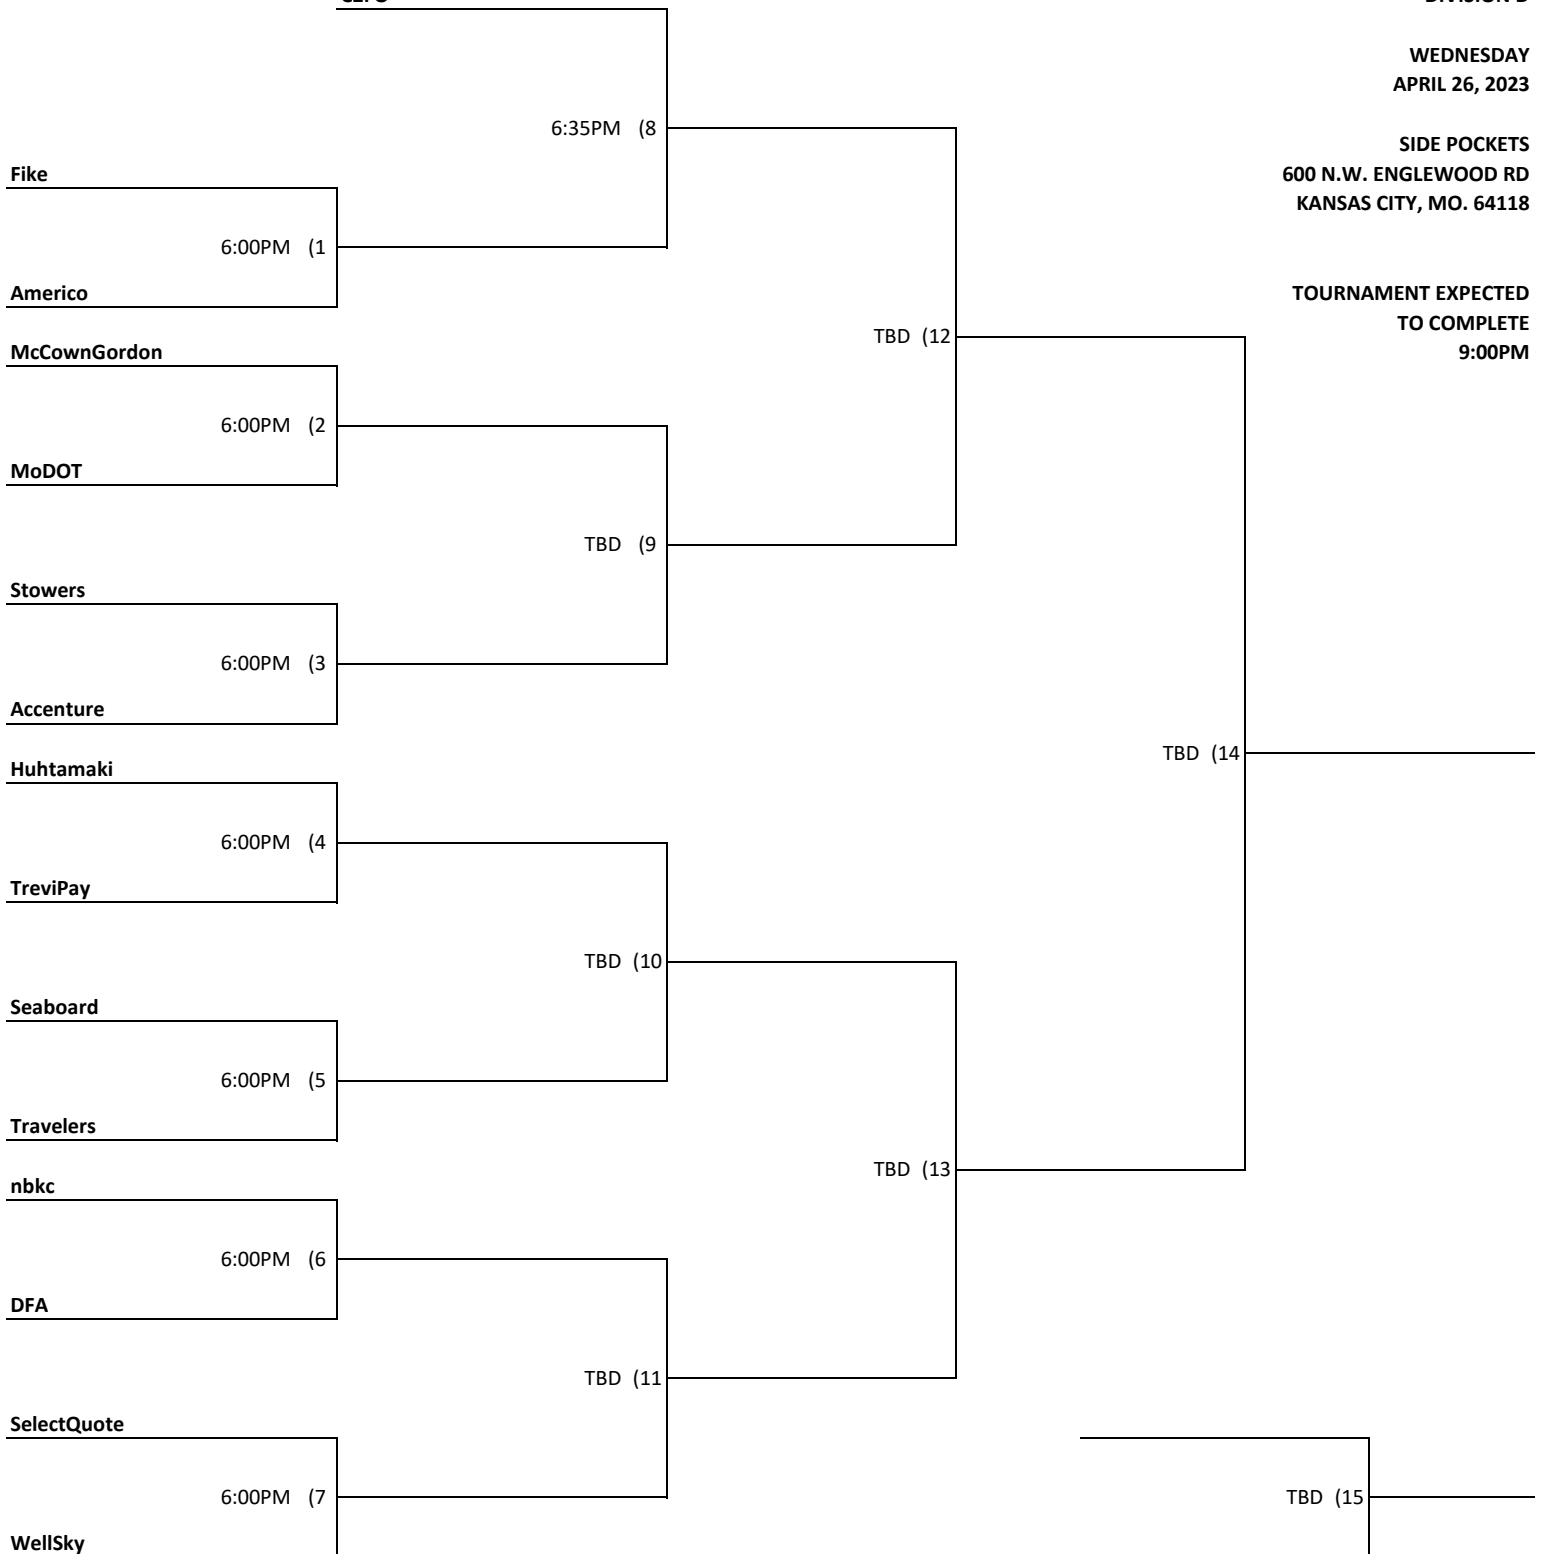 WEDNESDAY
APRIL 26, 2023
6:35PM (8
SIDE POCKETS
Fike
600 N.W. ENGLEWOOD RD
KANSAS CITY, MO. 64118
6:00PM (1
Americo
TOURNAMENT EXPECTED
TO COMPLETE
TBD (12
McCownGordon
9:00PM
6:00PM (2
MoDOT
TBD (9
Stowers
6:00PM (3
Accenture
TBD (14
Huhtamaki
6:00PM (4
TreviPay
TBD (10
Seaboard
6:00PM (5
Travelers
TBD (13
nbkc
6:00PM (6
DFA
TBD (11
SelectQuote
6:00PM (7
TBD (15
WellSky